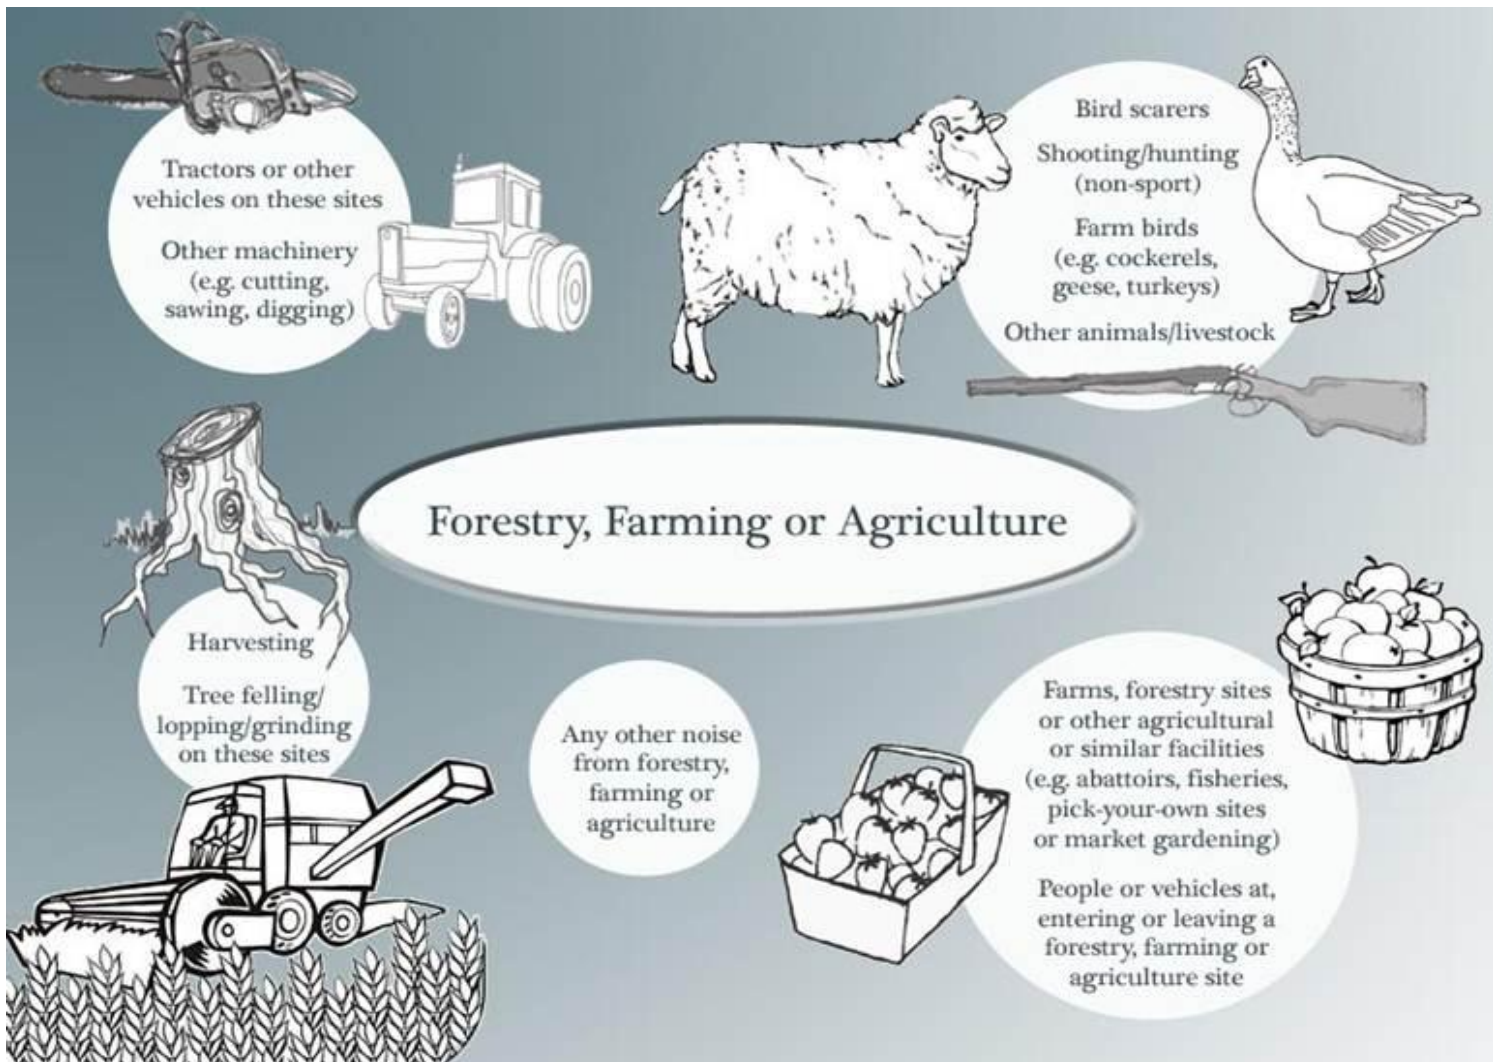 Tractors or other
vehicles on these sites
Other machinery
(e.g. cutting,
sawing, digging)
Bird scarers
Shooting/hunting
(non-sport)
Farm birds
(e.g. cockerels,
geese, turkeys)
Other animals/livestock
Forestry, Farming or Agriculture
Harvesting
Tree felling/
lopping/grinding
on these sites
Any other noise
from forestry,
farming or
agriculture
Farms, forestry sites
or other agricultural
or similar facilities
(e.g. abattoirs, fisheries,
pick-your-own sites
or market gardening)
People or vehicles at,
entering or leaving a
forestry, farming or
agriculture site